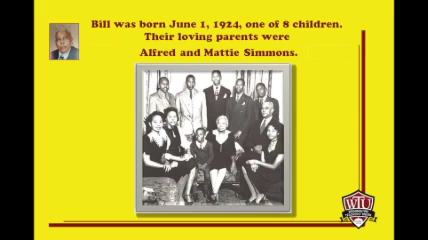 Bill was born June 1, 1924, one of 8 children.
Their loving parents were
Alfred and Mattie Simmons.